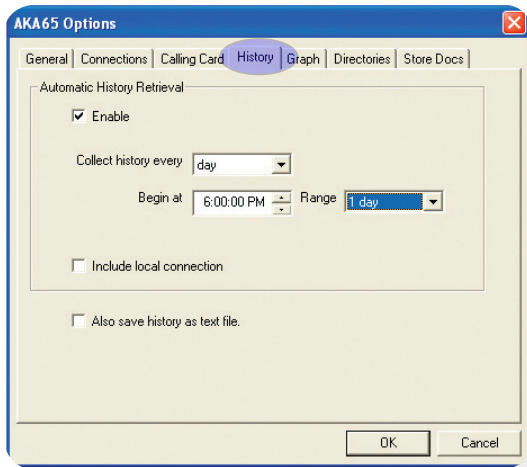 AKA65 Options
General Connections Calling Card History Graph Directories Store Docs
Automatic History Retrieval
Enable
Collect history every day
Begin at 6:00:00 PM Range 1 day
Include local connection
Also save history as text file.
OK Cancel